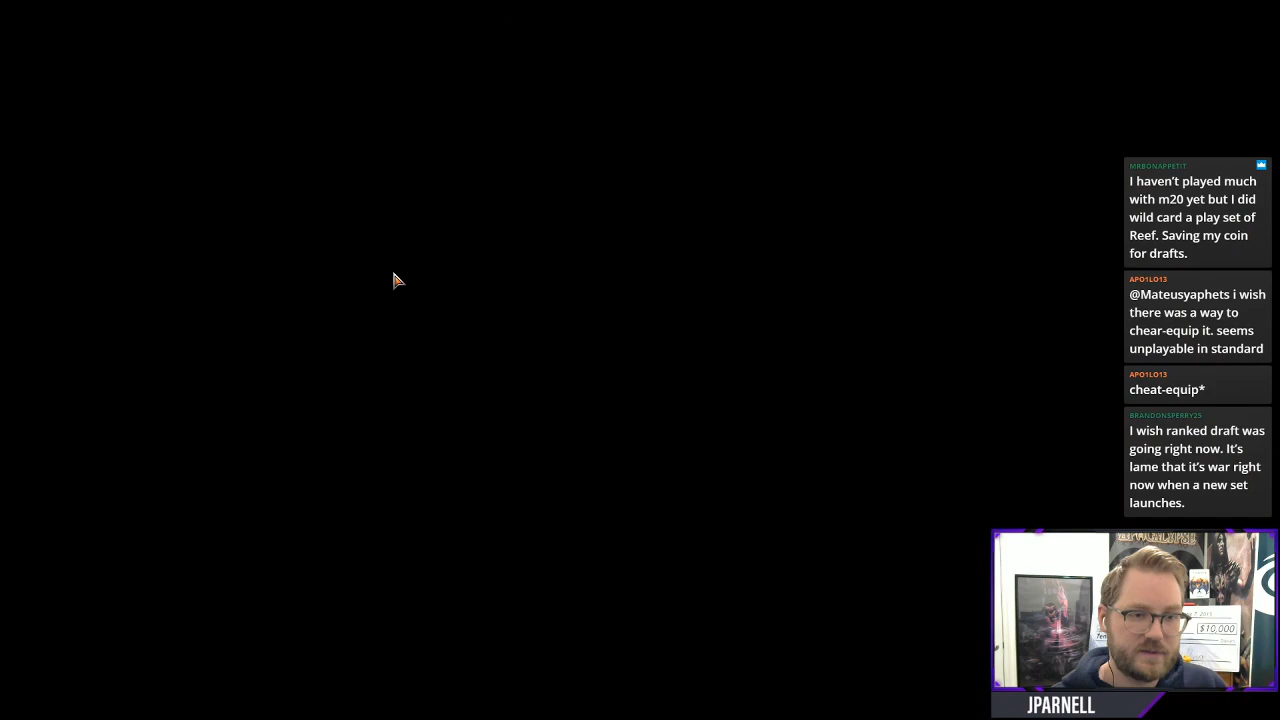 MRBONAPPETIT
I haven't played much
with m20 yet but I did
wild card a play set of
Reef. Saving my coin
for drafts.
APO1LO13
@Mateusyaphets i wish
there was a way to
chear-equip it. seems
unplayable in standard
APO1LO13
cheat-equip*
BRANDONSPERRY25
I wish ranked draft was
going right now. It's
lame that it's war right
now when a new set
launches.
$10,000
JPARNELL